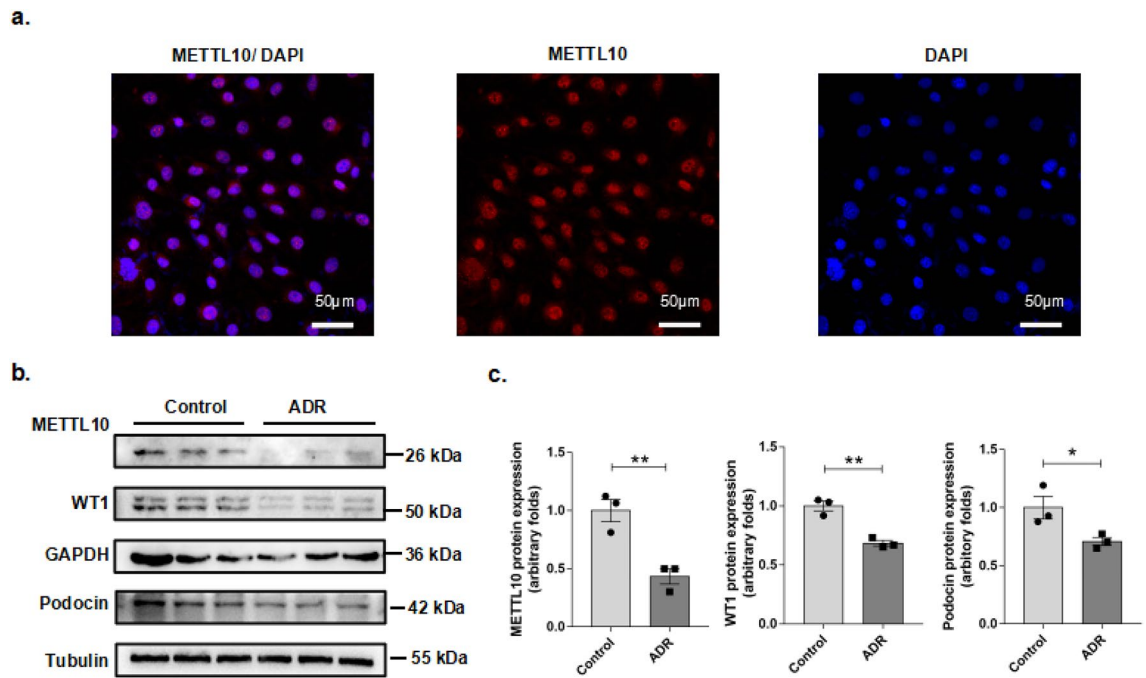 a.
METTL10/ DAPI
METTL10
DAPI
50µm
50µm
50µm
b.
Control
ADR
METTL10
26 kDa
WT1
50 kDa
GAPDH
36 kDa
Podocin
42 kDa
Tubulin
55 kDa
c.
METTL10 protein expression
(arbitrary folds)
1.5
1.0
0.5
0.0
**
Control
ADR
WT1 protein expression
(arbitrary folds)
1.5
1.0
0.5
0.0
**
Control
ADR
Podocin protein expression
(arbitory folds)
1.5
1.0
0.5
0.0
*
Control
ADR